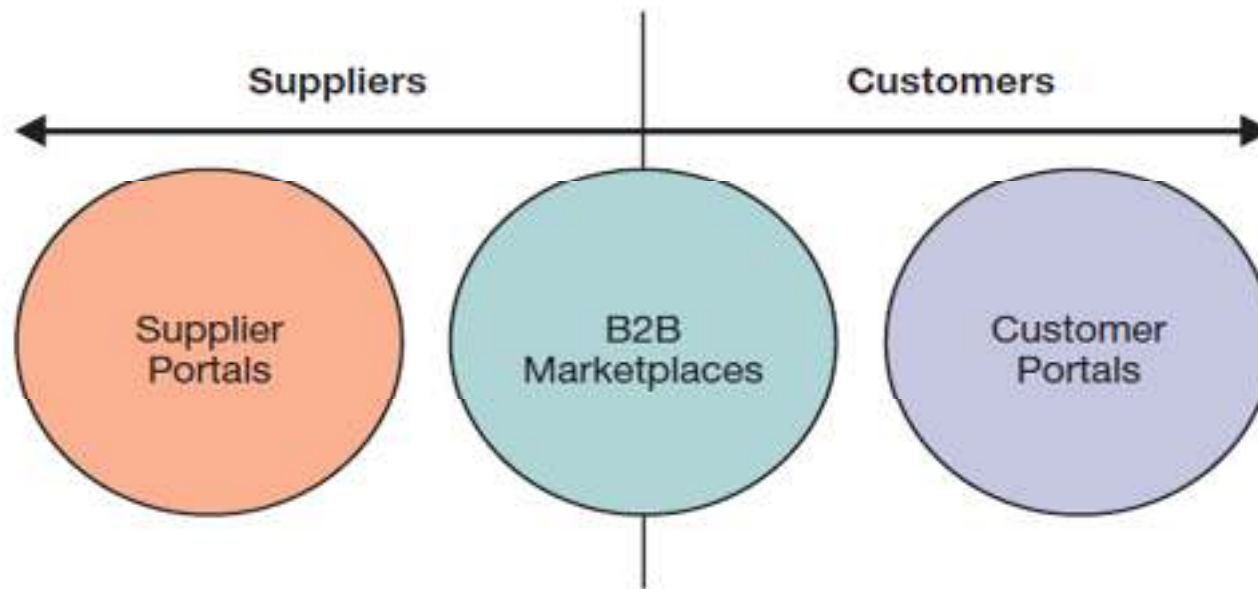 Suppliers
Customers
Supplier
Portals
B2B
Marketplaces
Customer
Portals